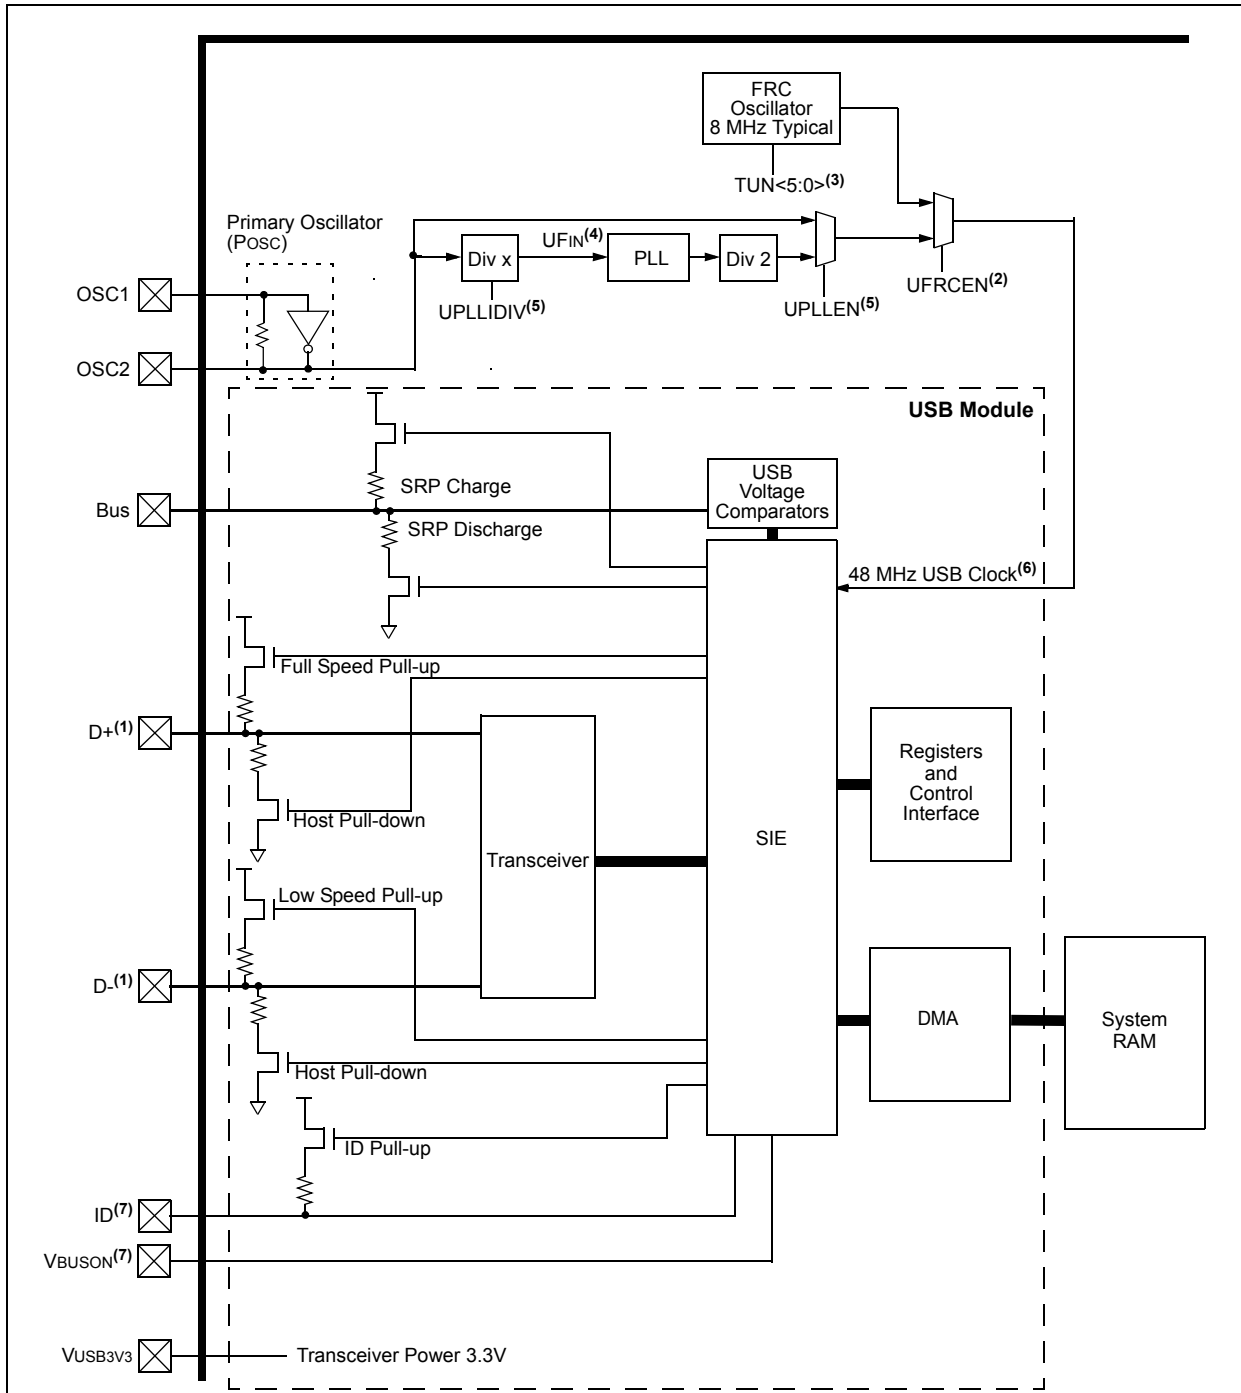 FRC
Oscillator
8 MHz Typical
TUN<5:0>(3)
Primary Oscillator
(POSC)
UFIN(4)
Div x
PLL
Div 2
UPLLIDIV(5)
UPLLEN(5)
UFRCEN(2)
OSC1
OSC2
USB Module
USB
Voltage
Comparators
SRP Charge
Bus
SRP Discharge
48 MHz USB Clock(6)
Full Speed Pull-up
D+(1)
Registers
and
Control
Interface
Host Pull-down
SIE
Transceiver
Low Speed Pull-up
D-(1)
DMA
System
RAM
Host Pull-down
ID Pull-up
ID(7)
VBUSON(7)
VUSB3V3
Transceiver Power 3.3V